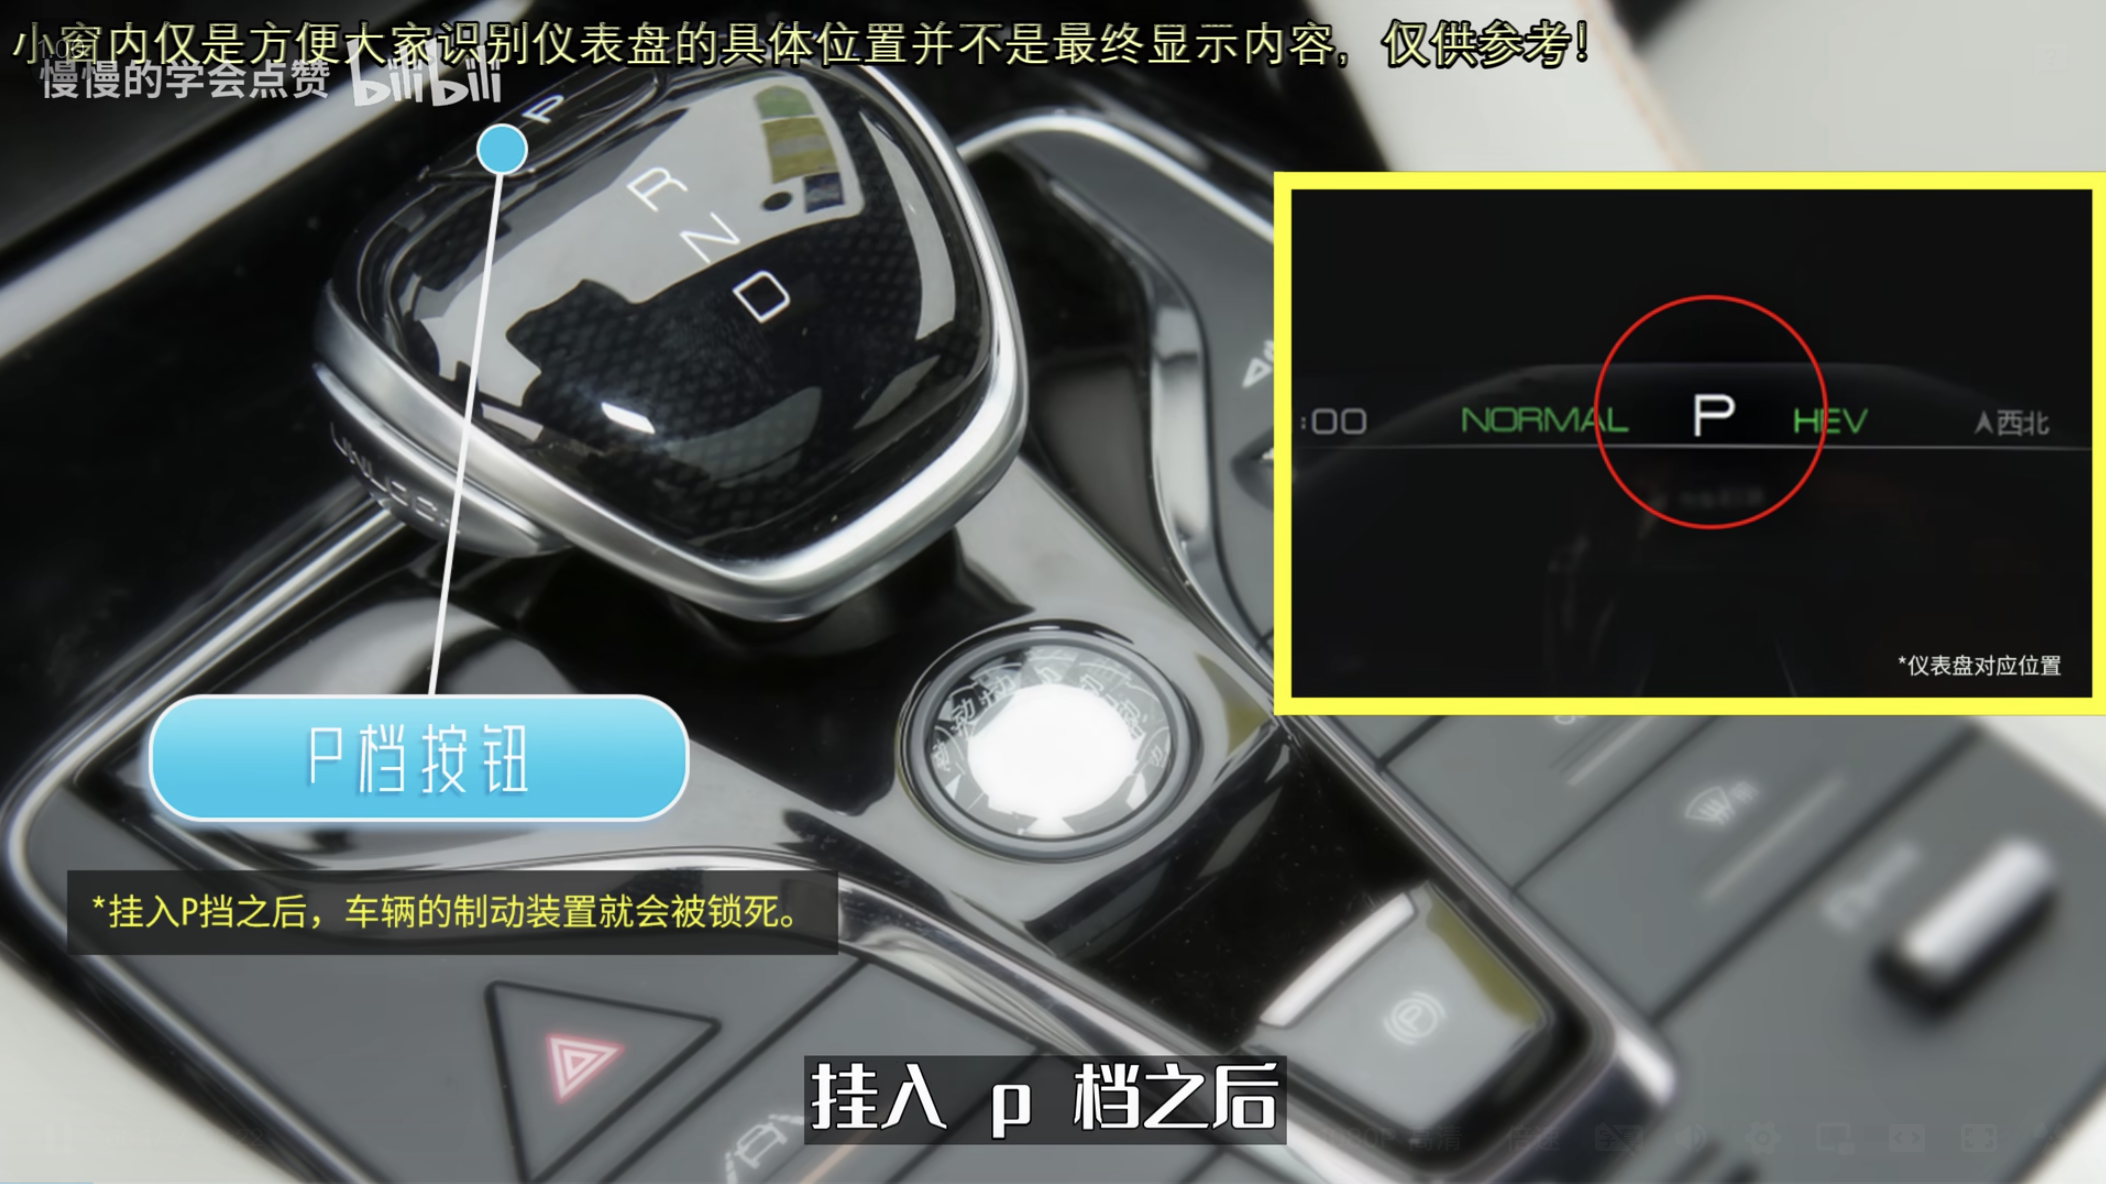 小窗内仅是方便大家识别仪表盘的具体位置并不是最终显示内容，仅供参考！
慢慢的学会点赞 bilibili
P
R
N
D
UNLOCK
:00 NORMAL P HEV 西北
*仪表盘对应位置
P档按钮
*挂入P挡之后，车辆的制动装置就会被锁死。
挂入 p 档之后